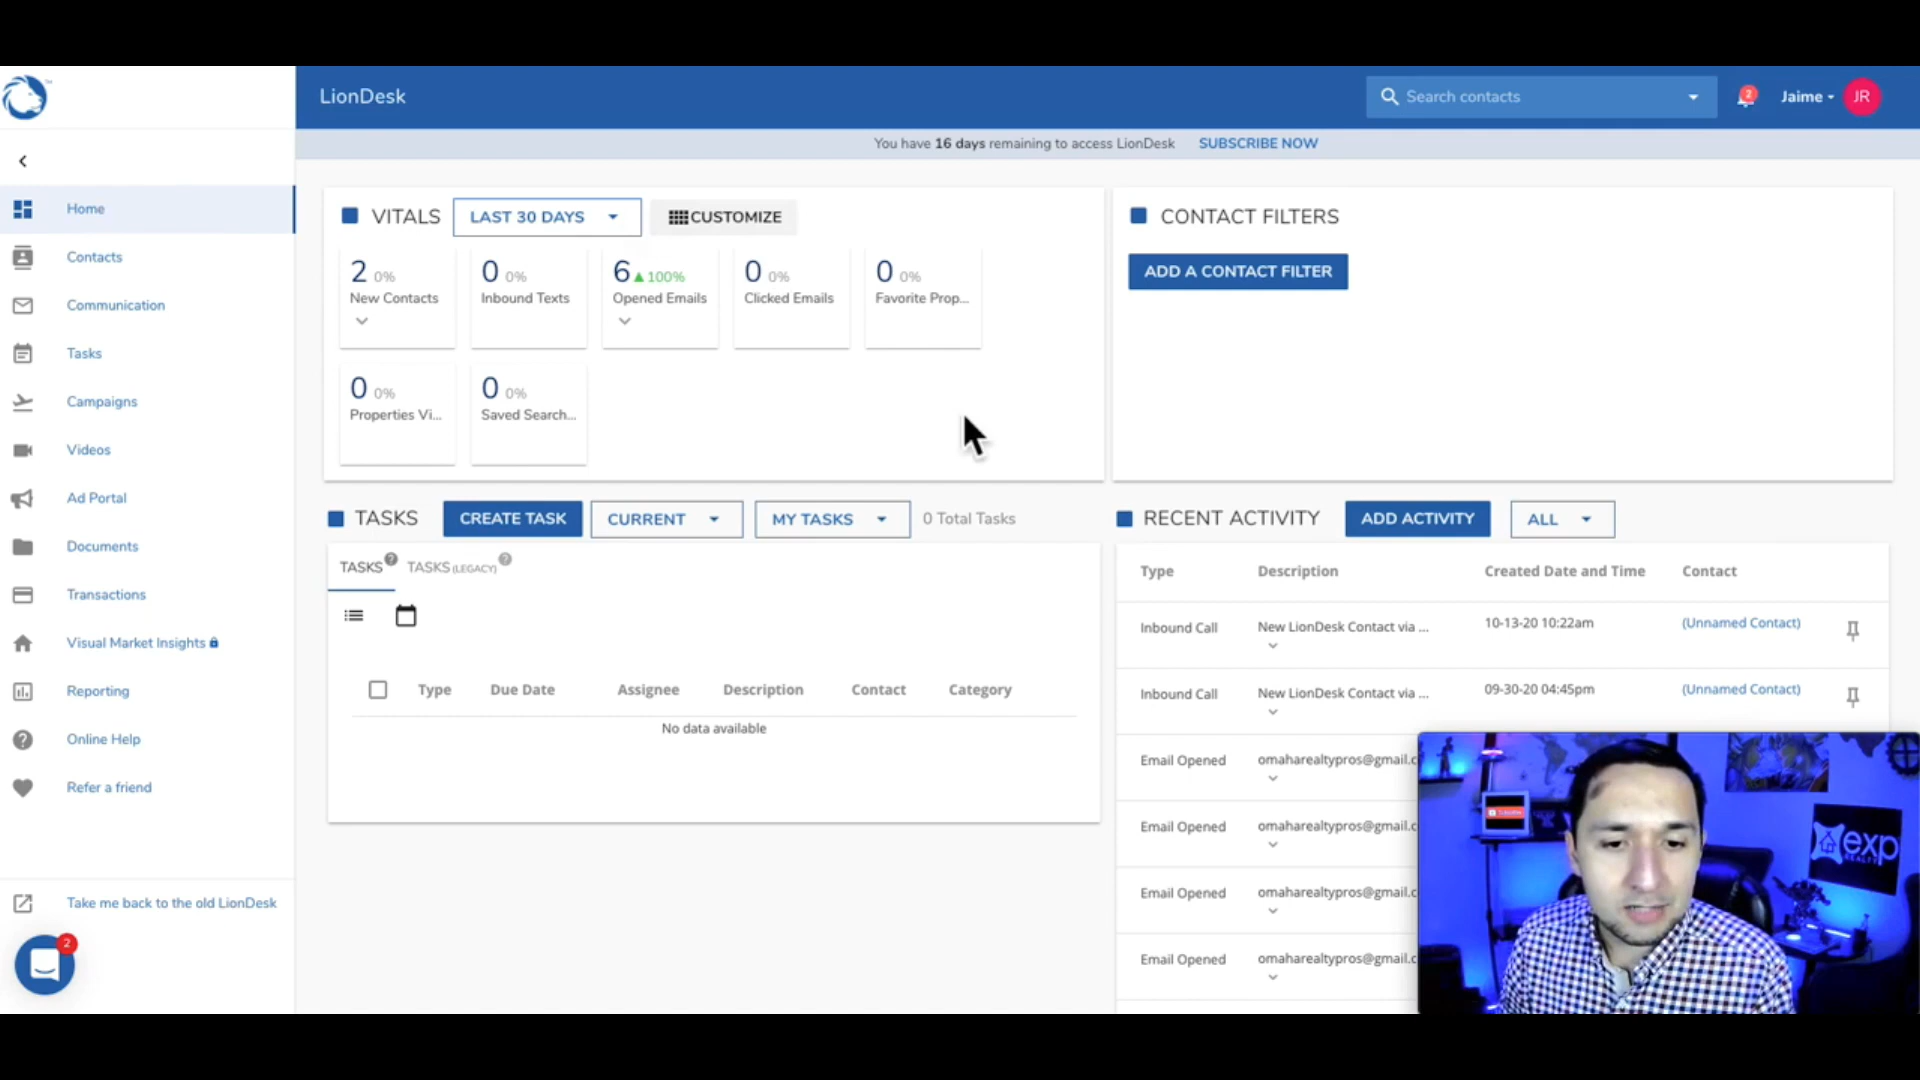 LionDesk
Search contacts
2
Jaime
JR
You have 16 days remaining to access LionDesk SUBSCRIBE NOW
Home
Contacts
Communication
Tasks
Campaigns
Videos
Ad Portal
Documents
Transactions
Visual Market Insights
Reporting
Online Help
Refer a friend
Take me back to the old LionDesk
2
VITALS LAST 30 DAYS CUSTOMIZE
2 0%
New Contacts
0 0%
Inbound Texts
6 100%
Opened Emails
0 0%
Clicked Emails
0 0%
Favorite Prop...
0 0%
Properties Vi...
0 0%
Saved Search...
CONTACT FILTERS
ADD A CONTACT FILTER
TASKS CREATE TASK CURRENT MY TASKS 0 Total Tasks
TASKS ? TASKS (LEGACY) ?
Type Due Date Assignee Description Contact Category
No data available
RECENT ACTIVITY ADD ACTIVITY ALL
Type Description Created Date and Time Contact
Inbound Call New LionDesk Contact via ... 10-13-20 10:22am (Unnamed Contact)
Inbound Call New LionDesk Contact via ... 09-30-20 04:45pm (Unnamed Contact)
Email Opened omaharealtypros@gmail.c
Email Opened omaharealtypros@gmail.c
Email Opened omaharealtypros@gmail.c
Email Opened omaharealtypros@gmail.c
exp
REALTY